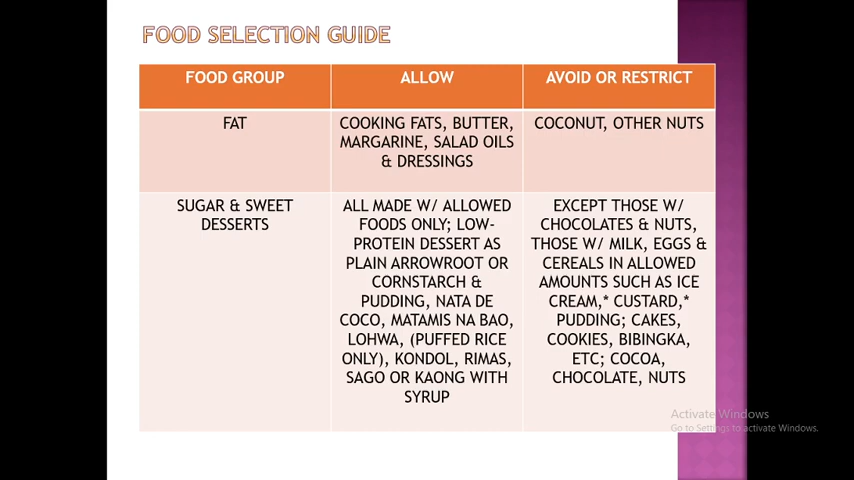 FOOD SELECTION GUIDE
FOOD GROUP
ALLOW
AVOID OR RESTRICT
FAT
COOKING FATS, BUTTER,
MARGARINE, SALAD OILS
& DRESSINGS
COCONUT, OTHER NUTS
SUGAR & SWEET
DESSERTS
ALL MADE W/ ALLOWED
FOODS ONLY; LOW-
PROTEIN DESSERT AS
PLAIN ARROWROOT OR
CORNSTARCH &
PUDDING, NATA DE
COCO, MATAMIS NA BAO,
LOHWA, (PUFFED RICE
ONLY), KONDOL, RIMAS,
SAGO OR KAONG WITH
SYRUP
EXCEPT THOSE W/
CHOCOLATES & NUTS,
THOSE W/ MILK, EGGS &
CEREALS IN ALLOWED
AMOUNTS SUCH AS ICE
CREAM,* CUSTARD,*
PUDDING; CAKES,
COOKIES, BIBINGKA,
ETC; COCOA,
CHOCOLATE, NUTS
Activate Windows
Go to Settings to activate Windows.